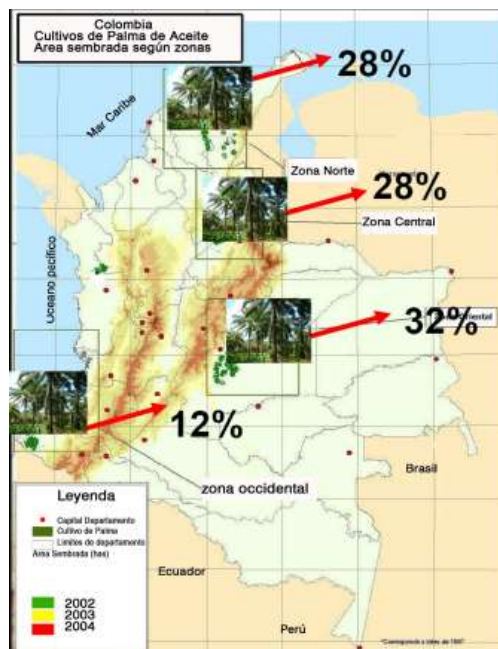 Colombia
Cultivos de Palma de Aceite
Area sembrada según zonas
28%
Mar Caribe
Zona Norte
28%
Zona Central
Oceano pacifico
32%
12%
zona occidental
Brasil
Leyenda
Capital Departamento
Cultivo de Palma
Limites de departamento
Area Sembrada (has)
Ecuador
2002
2003
2004
Perú